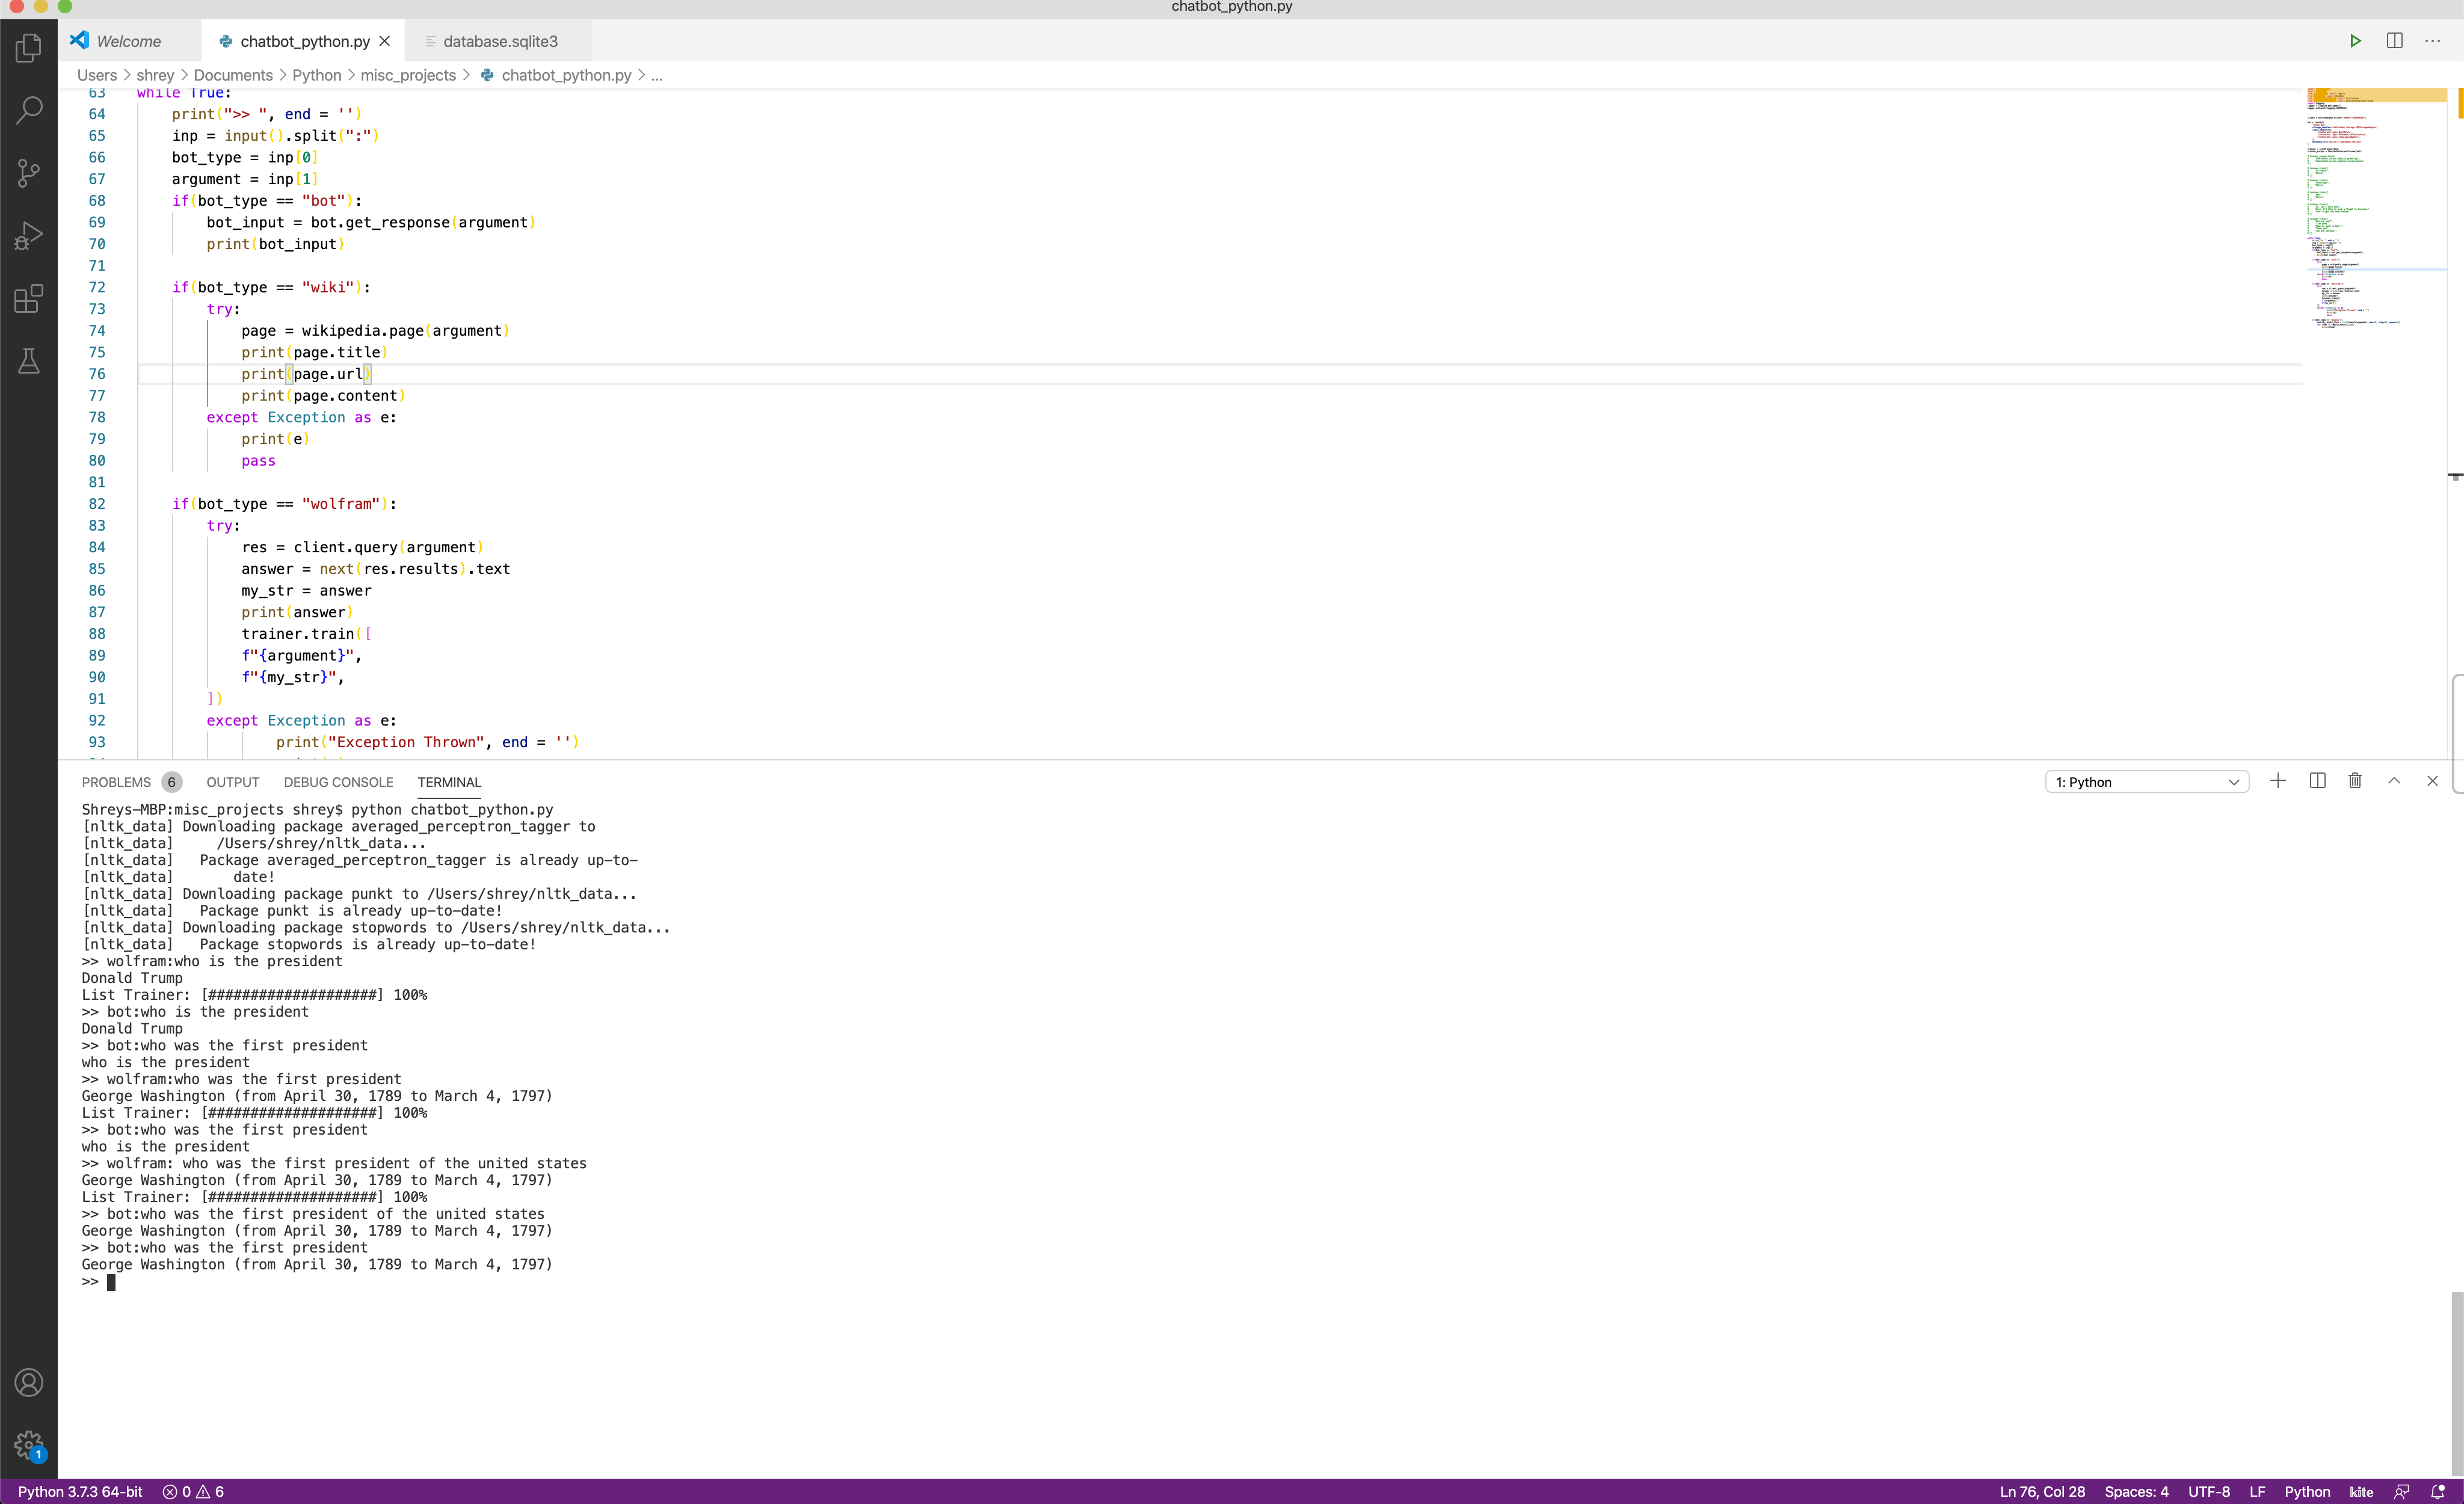 chatbot_python.py
Welcome
chatbot_python.py
database.sqlite3
Users > shrey > Documents > Python > misc_projects > chatbot_python.py > ...
63 while True:
64 print(">> ", end = '')
65 inp = input().split(":")
66 bot_type = inp[0]
67 argument = inp[1]
68 if(bot_type == "bot"):
69 bot_input = bot.get_response(argument)
70 print(bot_input)
71
72 if(bot_type == "wiki"):
73 try:
74 page = wikipedia.page(argument)
75 print(page.title)
76 print(page.url)
77 print(page.content)
78 except Exception as e:
79 print(e)
80 pass
81
82 if(bot_type == "wolfram"):
83 try:
84 res = client.query(argument)
85 answer = next(res.results).text
86 my_str = answer
87 print(answer)
88 trainer.train([
89 f"{argument}",
90 f"{my_str}",
91 ])
92 except Exception as e:
93 print("Exception Thrown", end = '')
PROBLEMS 6 OUTPUT DEBUG CONSOLE TERMINAL 1: Python
Shreys-MBP:misc_projects shrey$ python chatbot_python.py
[nltk_data] Downloading package averaged_perceptron_tagger to
[nltk_data] /Users/shrey/nltk_data...
[nltk_data] Package averaged_perceptron_tagger is already up-to-
[nltk_data] date!
[nltk_data] Downloading package punkt to /Users/shrey/nltk_data...
[nltk_data] Package punkt is already up-to-date!
[nltk_data] Downloading package stopwords to /Users/shrey/nltk_data...
[nltk_data] Package stopwords is already up-to-date!
>> wolfram:who is the president
Donald Trump
List Trainer: [####################] 100%
>> bot:who is the president
Donald Trump
>> bot:who was the first president
who is the president
>> wolfram:who was the first president
George Washington (from April 30, 1789 to March 4, 1797)
List Trainer: [####################] 100%
>> bot:who was the first president
who is the president
>> wolfram: who was the first president of the united states
George Washington (from April 30, 1789 to March 4, 1797)
List Trainer: [####################] 100%
>> bot:who was the first president of the united states
George Washington (from April 30, 1789 to March 4, 1797)
>> bot:who was the first president
George Washington (from April 30, 1789 to March 4, 1797)
>>
1
Python 3.7.3 64-bit 0 6 Ln 76, Col 28 Spaces: 4 UTF-8 LF Python kite